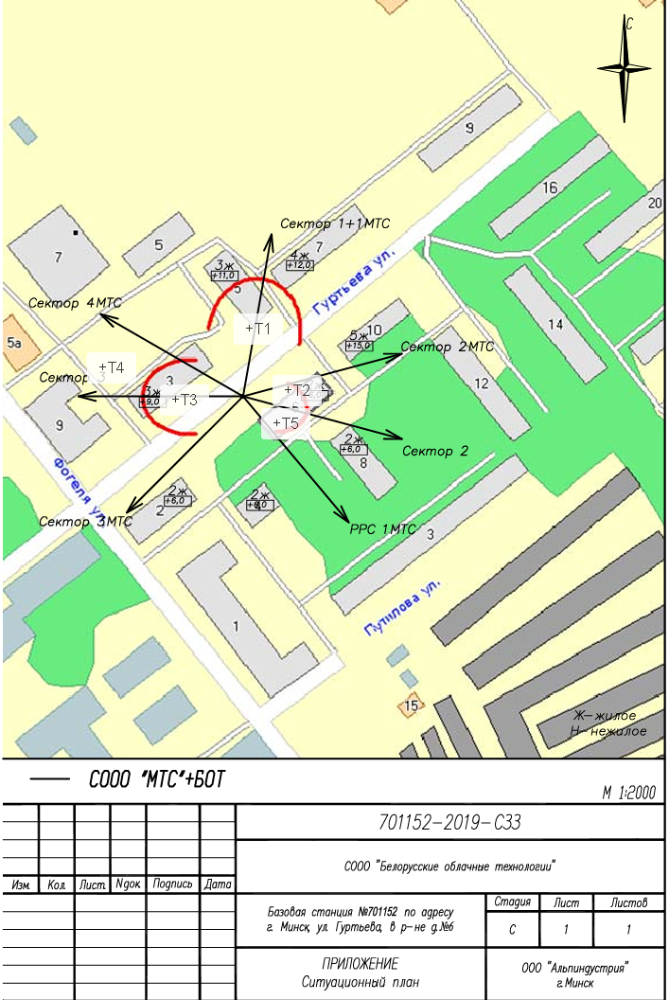 С
9
16
20
Сектор 1+1МТС
5
7
7
3ж
+11,0
4ж
+12,0
5
Гуртьева ул.
Сектор 4МТС
+Т1
10
14
5а
5ж
+15,0
Сектор 2МТС
+Т4
Сектор 3
3
3ж
+9,0
+Т3
+Т2
12
6
9
+Т5
2ж
+6,0
Сектор 2
8
Фогеля ул.
2ж
+6,0
2ж
4
2
Сектор 3МТС
РРС 1МТС
3
Путилова ул.
1
15
Ж—жилое
Н—нежилое
СООО "МТС"+БОТ
М 1:2000
701152-2019-СЗЗ
СООО "Белорусские облачные технологии"
Изм. Кол. Лист. Nдок Подпись Дата
Базовая станция №701152 по адресу
г. Минск, ул. Гуртьева, в р-не д.№6
Стадия Лист Листов
С 1 1
ПРИЛОЖЕНИЕ
Ситуационный план
ООО "Альпиндустрия"
г.Минск